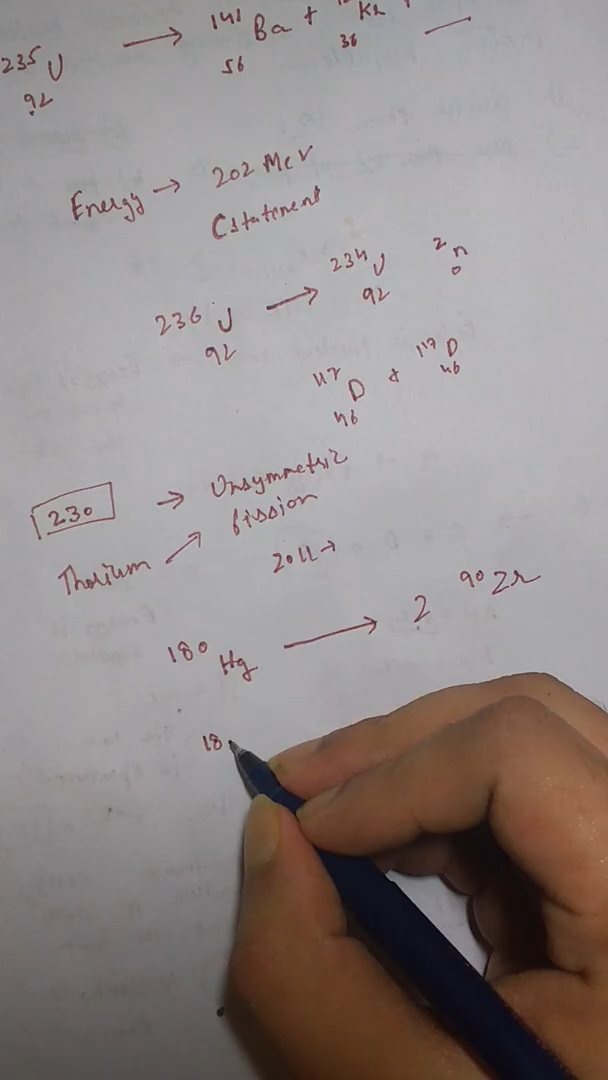 235 U → 141 Ba + Kr
92 56 36
Energy → 202 MeV
(statement
236 U → 234 U 2 n
92 92 0
117 D + 117 D
46 46
230 → Unsymmetric
fission
Thorium
2011→
180 Hg → 2 90 Zr
18